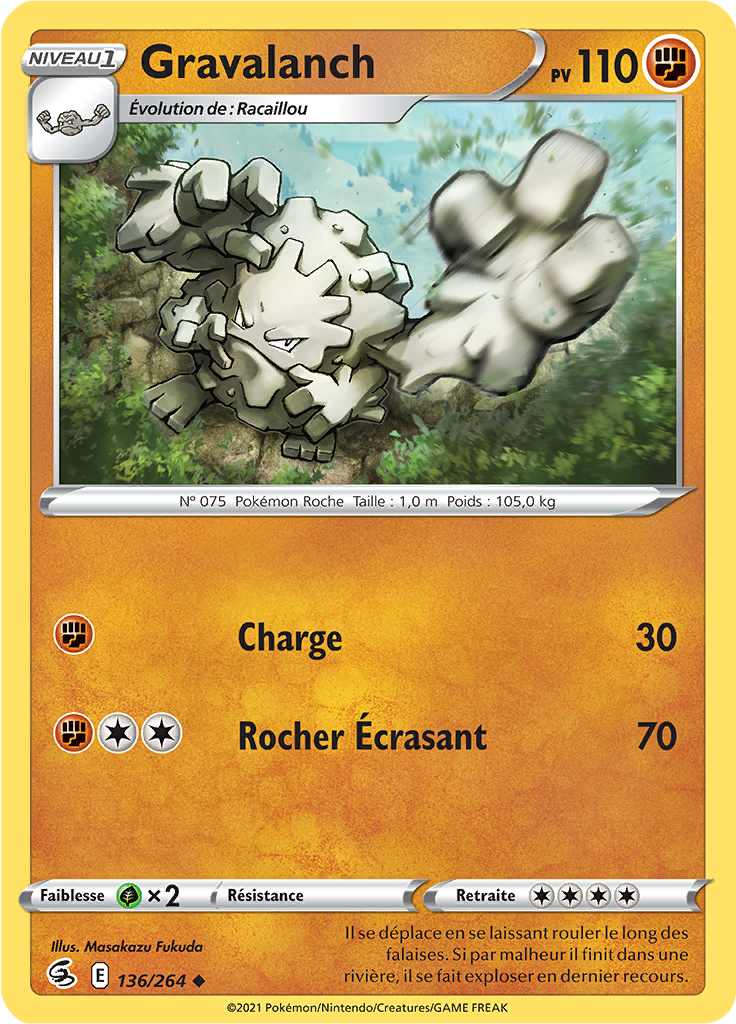 NIVEAU 1
Gravalanch
PV 110
Évolution de : Racaillou
N° 075 Pokémon Roche Taille : 1,0 m Poids : 105,0 kg
Charge 30
Rocher Écrasant 70
Faiblesse ×2 Résistance Retraite
Illus. Masakazu Fukuda
Il se déplace en se laissant rouler le long des
falaises. Si par malheur il finit dans une
rivière, il se fait exploser en dernier recours.
E 136/264
©2021 Pokémon/Nintendo/Creatures/GAME FREAK